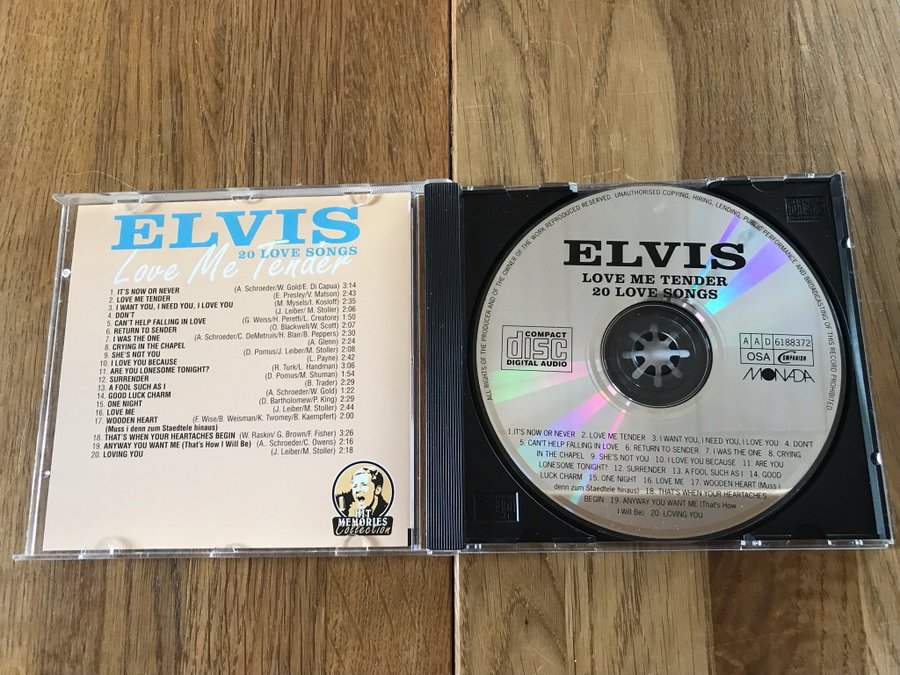 ELVIS
20 LOVE SONGS
Love Me Tender
1. IT'S NOW OR NEVER (A. Schroeder/W. Gold/E. Di Capua) 3:14
2. LOVE ME TENDER (E. Presley/V. Matson) 2:43
3. I WANT YOU, I NEED YOU, I LOVE YOU (M. Mysels/I. Kosloff) 2:35
4. DON'T (J. Leiber/ M. Stoller) 2:06
5. CAN'T HELP FALLING IN LOVE (G. Weiss/H. Peretti/L. Creatore) 1:50
6. RETURN TO SENDER (O. Blackwell/W. Scott) 2:07
7. I WAS THE ONE (A. Schroeder/C. DeMetruis/H. Blair/B. Peppers) 2:30
8. CRYING IN THE CHAPEL (A. Glenn) 2:24
9. SHE'S NOT YOU (D. Pomus/J. Leiber/M. Stoller) 2:08
10. I LOVE YOU BECAUSE (L. Payne) 2:42
11. ARE YOU LONESOME TONIGHT? (R. Turk/L. Handman) 3:06
12. SURRENDER (D. Pomus/M. Shuman) 1:54
13. A FOOL SUCH AS I (B. Trader) 2:29
14. GOOD LUCK CHARM (A. Schroeder/W. Gold) 1:22
15. ONE NIGHT (D. Bartholomew/P. King) 2:29
16. LOVE ME (J. Leiber/M. Stoller) 2:44
17. WOODEN HEART (F. Wise/B. Weisman/K. Twomey/B. Kaempfert) 2:00
(Muss i denn zum Staedtele hinaus)
18. THAT'S WHEN YOUR HEARTACHES BEGIN (W. Raskin/ G. Brown/F. Fisher) 3:26
19. ANYWAY YOU WANT ME (That's How I Will Be) (A. Schroeder/C. Owens) 2:16
20. LOVING YOU (J. Leiber/M. Stoller) 2:18
HIT
MEMORIES
Collection
ALL RIGHTS OF THE PRODUCER AND OF THE OWNER OF THE WORK REPRODUCED RESERVED. UNAUTHORISED COPYING, HIRING, LENDING, PUBLIC PERFORMANCE AND BROADCASTING OF THIS RECORD PROHIBITED
ELVIS
LOVE ME TENDER
20 LOVE SONGS
COMPACT
disc
DIGITAL AUDIO
AAD 6188372
OSA COMPANION
MONADA
1.IT'S NOW OR NEVER 2. LOVE ME TENDER 3. I WANT YOU, I NEED YOU, I LOVE YOU 4. DON'T
5. CAN'T HELP FALLING IN LOVE 6. RETURN TO SENDER 7. I WAS THE ONE 8. CRYING
IN THE CHAPEL 9. SHE'S NOT YOU 10. I LOVE YOU BECAUSE 11. ARE YOU
LONESOME TONIGHT? 12. SURRENDER 13. A FOOL SUCH AS I 14. GOOD
LUCK CHARM 15. ONE NIGHT 16. LOVE ME 17. WOODEN HEART (Muss i
denn zum Staedtele hinaus) 18. THAT'S WHEN YOUR HEARTACHES
BEGIN 19. ANYWAY YOU WANT ME (That's How
I Will Be) 20. LOVING YOU